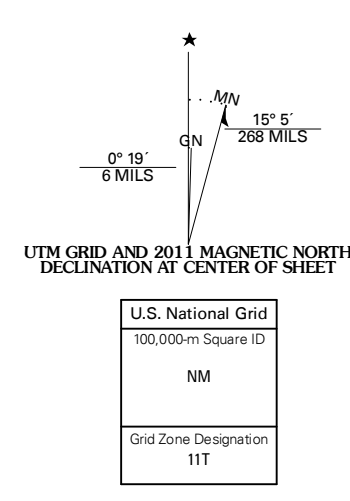 MN
15° 5´
268 MILS
GN
0° 19´
6 MILS
UTM GRID AND 2011 MAGNETIC NORTH
DECLINATION AT CENTER OF SHEET
U.S. National Grid
100,000-m Square ID
NM
Grid Zone Designation
11T